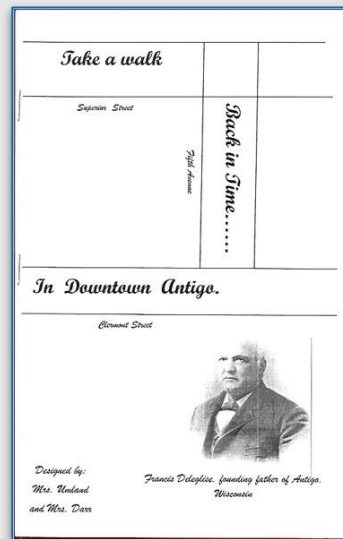 Take a walk
Superior Street
Fifth Avenue
Back in Time......
In Downtown Antigo.
Clermont Street
Francis Deleglise, founding father of Antigo,
Wisconsin
Designed by:
Mrs. Umland
and Mrs. Darr